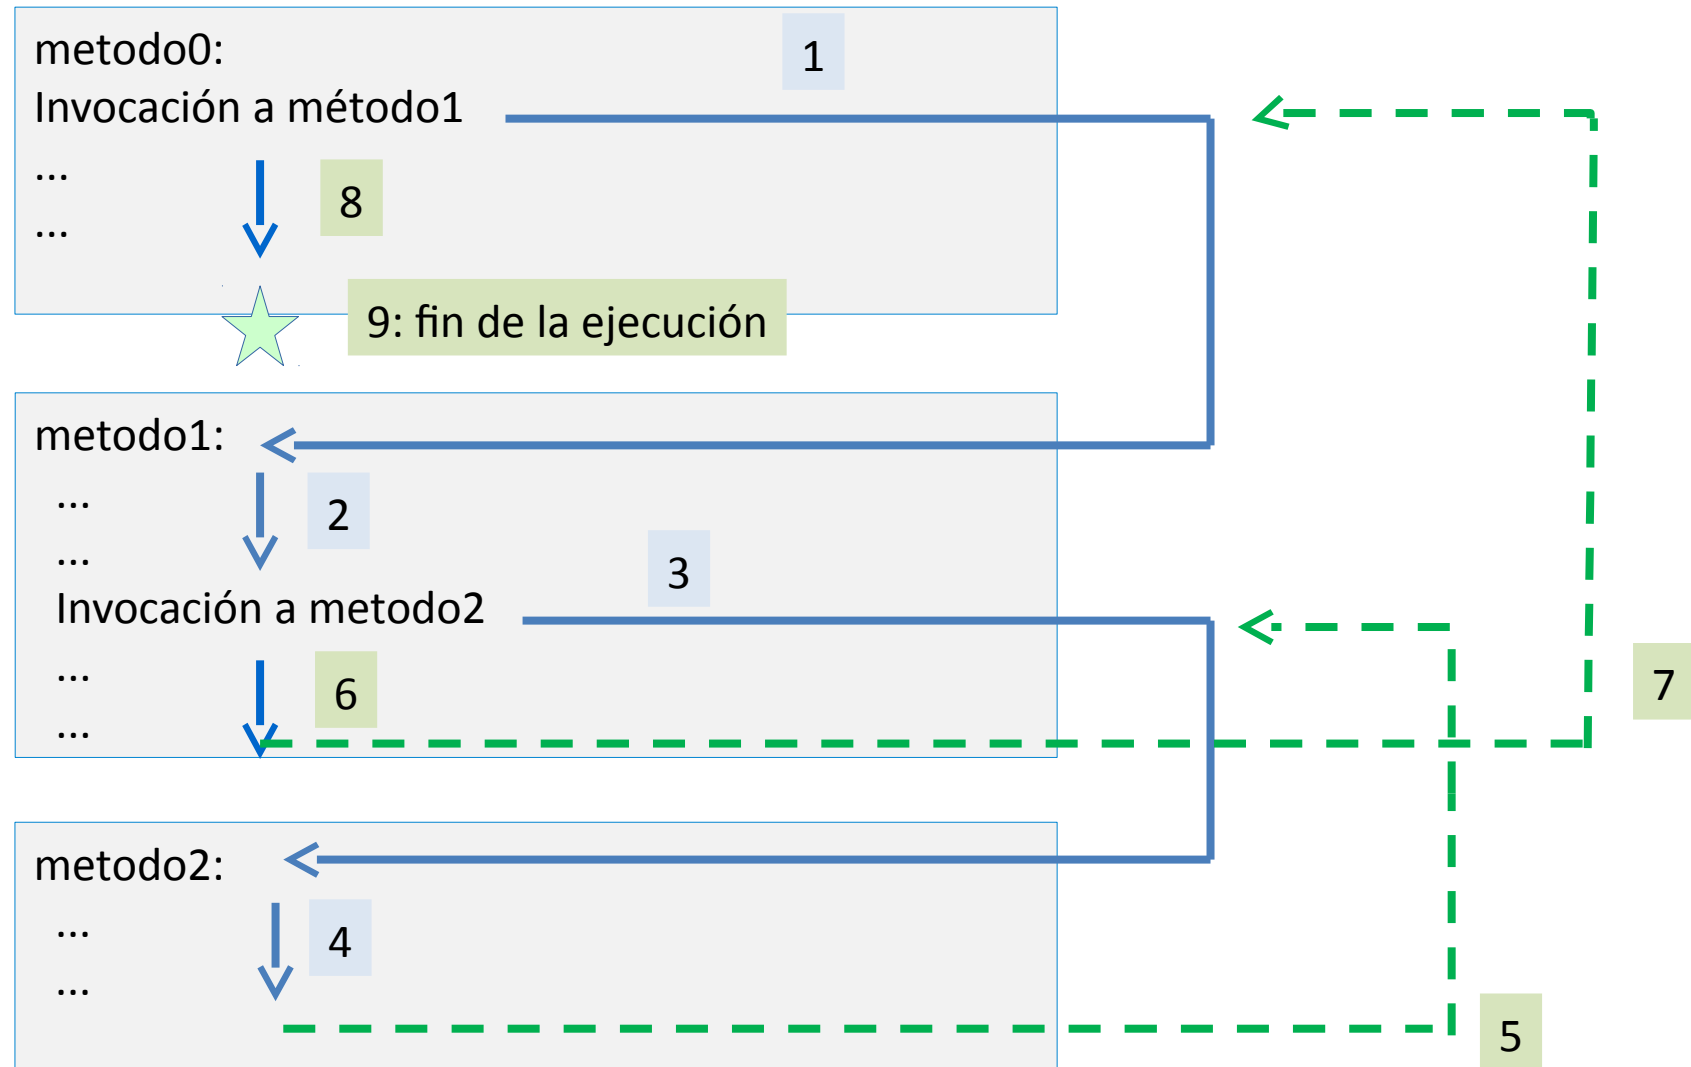 metodo0:
1
Invocación a método1
...
8
...
9: fin de la ejecución
metodo1:
...
2
...
3
Invocación a metodo2
...
6
7
...
metodo2:
...
4
...
5